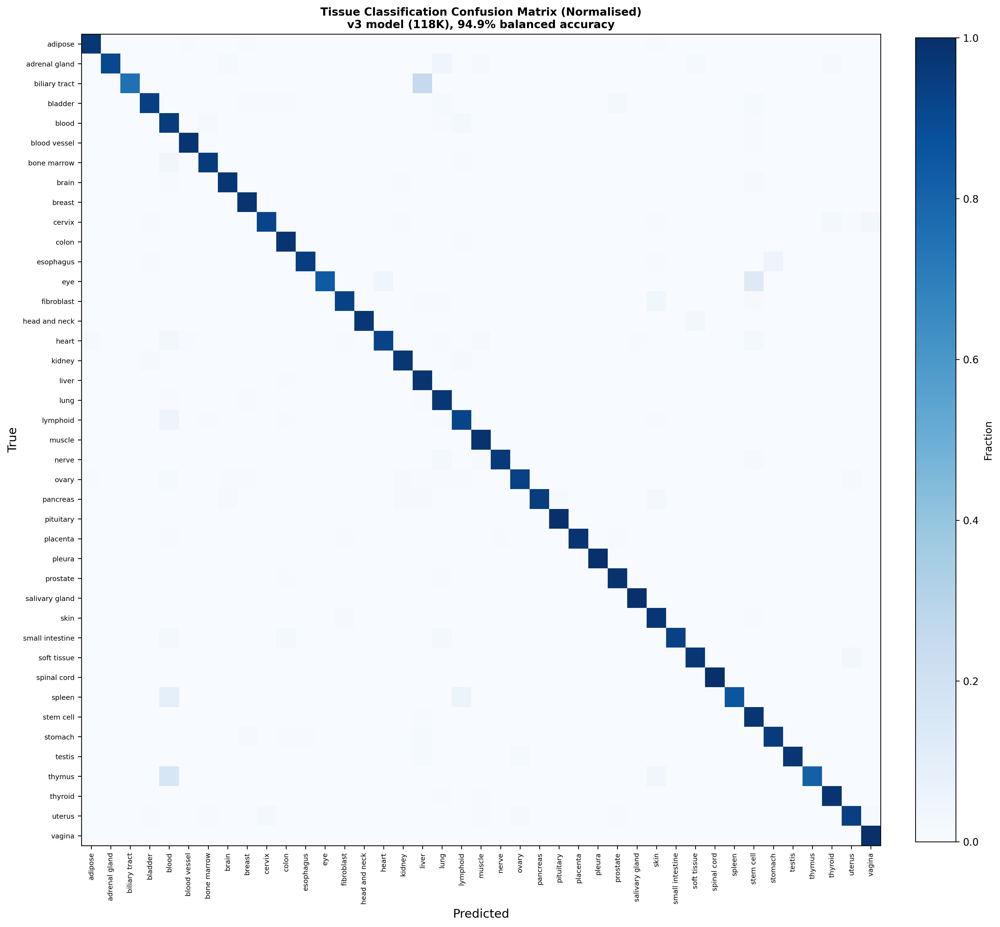 Tissue Classification Confusion Matrix (Normalised)
v3 model (118K), 94.9% balanced accuracy
True
adipose
adrenal gland
biliary tract
bladder
blood
blood vessel
bone marrow
brain
breast
cervix
colon
esophagus
eye
fibroblast
head and neck
heart
kidney
liver
lung
lymphoid
muscle
nerve
ovary
pancreas
pituitary
placenta
pleura
prostate
salivary gland
skin
small intestine
soft tissue
spinal cord
spleen
stem cell
stomach
testis
thymus
thyroid
uterus
vagina
adipose
adrenal gland
biliary tract
bladder
blood
blood vessel
bone marrow
brain
breast
cervix
colon
esophagus
eye
fibroblast
head and neck
heart
kidney
liver
lung
lymphoid
muscle
nerve
ovary
pancreas
pituitary
placenta
pleura
prostate
salivary gland
skin
small intestine
soft tissue
spinal cord
spleen
stem cell
stomach
testis
thymus
thyroid
uterus
vagina
Predicted
1.0
0.8
0.6
0.4
0.2
0.0
Fraction